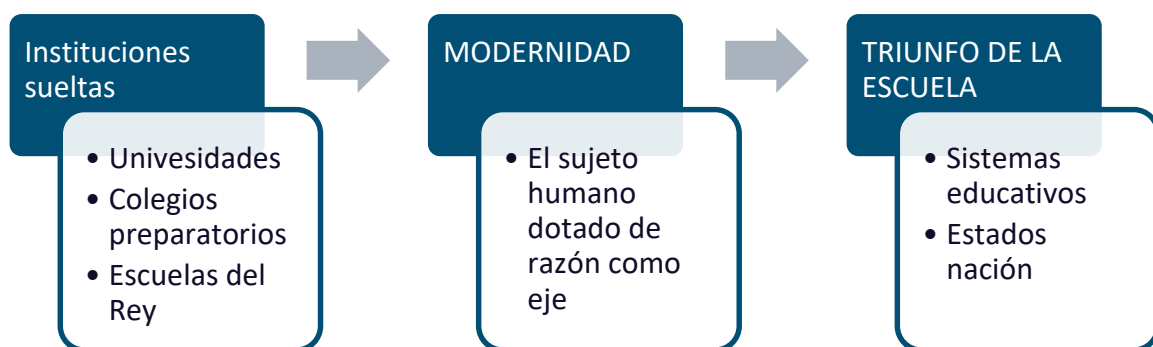 Instituciones
sueltas
• Univesidades
• Colegios
preparatorios
• Escuelas del
Rey
MODERNIDAD
• El sujeto
humano
dotado de
razón como
eje
TRIUNFO DE LA
ESCUELA
• Sistemas
educativos
• Estados
nación